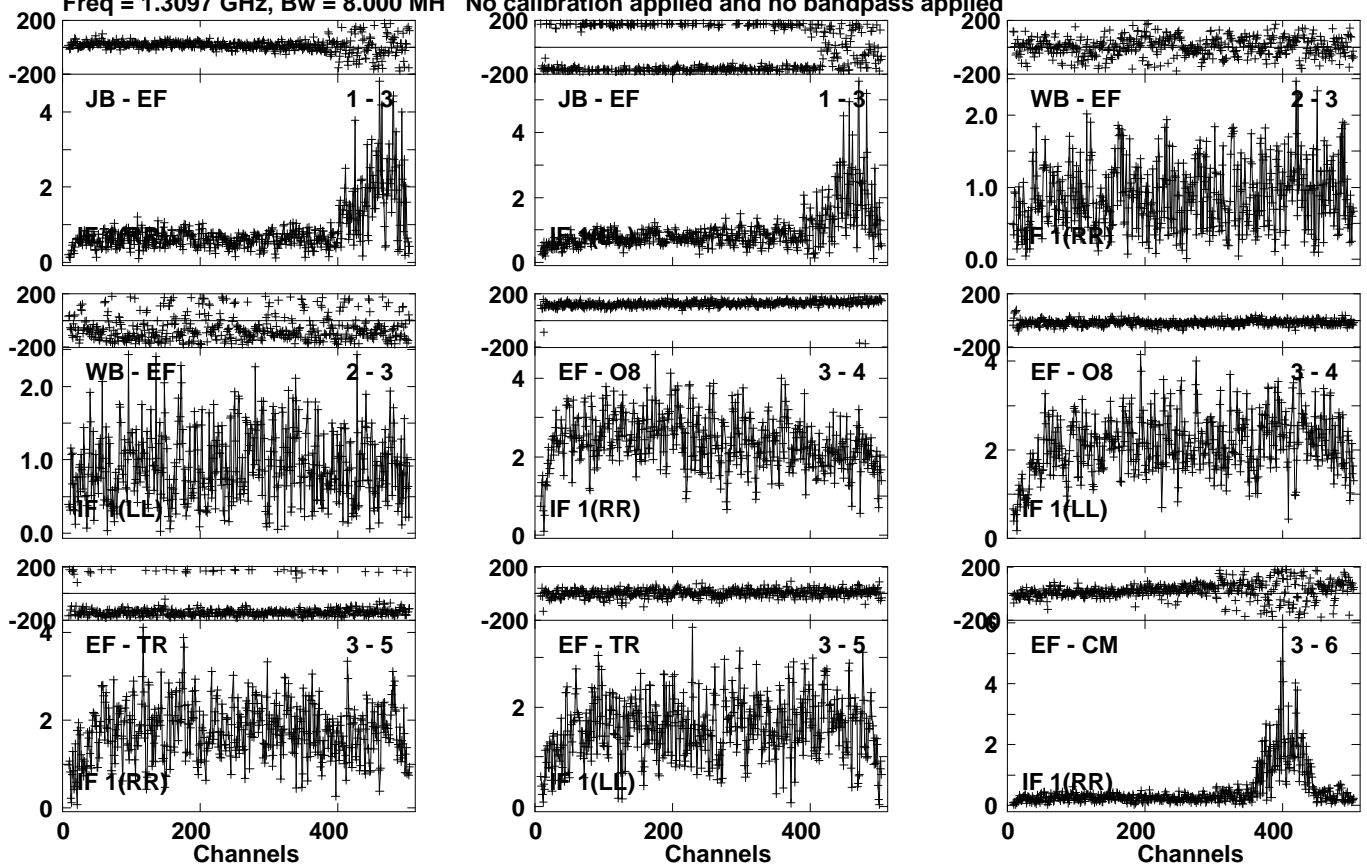 Freq = 1.3097 GHz, Bw = 8.000 MH No calibration applied and no bandpass applied
200
-200
JB - EF 1 - 3
4
2
0
IF 1(RR)
200
-200
JB - EF 1 - 3
4
2
0
IF 1(LL)
200
-200
WB - EF 2 - 3
2.0
1.0
0.0
IF 1(RR)
200
-200
WB - EF 2 - 3
2.0
1.0
0.0
IF 1(LL)
200
-200
EF - O8 3 - 4
4
2
0
IF 1(RR)
200
-200
EF - O8 3 - 4
4
2
0
IF 1(LL)
200
-200
EF - TR 3 - 5
4
2
0
IF 1(RR)
0 200 400
Channels
200
-200
EF - TR 3 - 5
2
0
IF 1(LL)
0 200 400
Channels
200
-200
6
EF - CM 3 - 6
4
2
0
IF 1(RR)
0 200 400
Channels